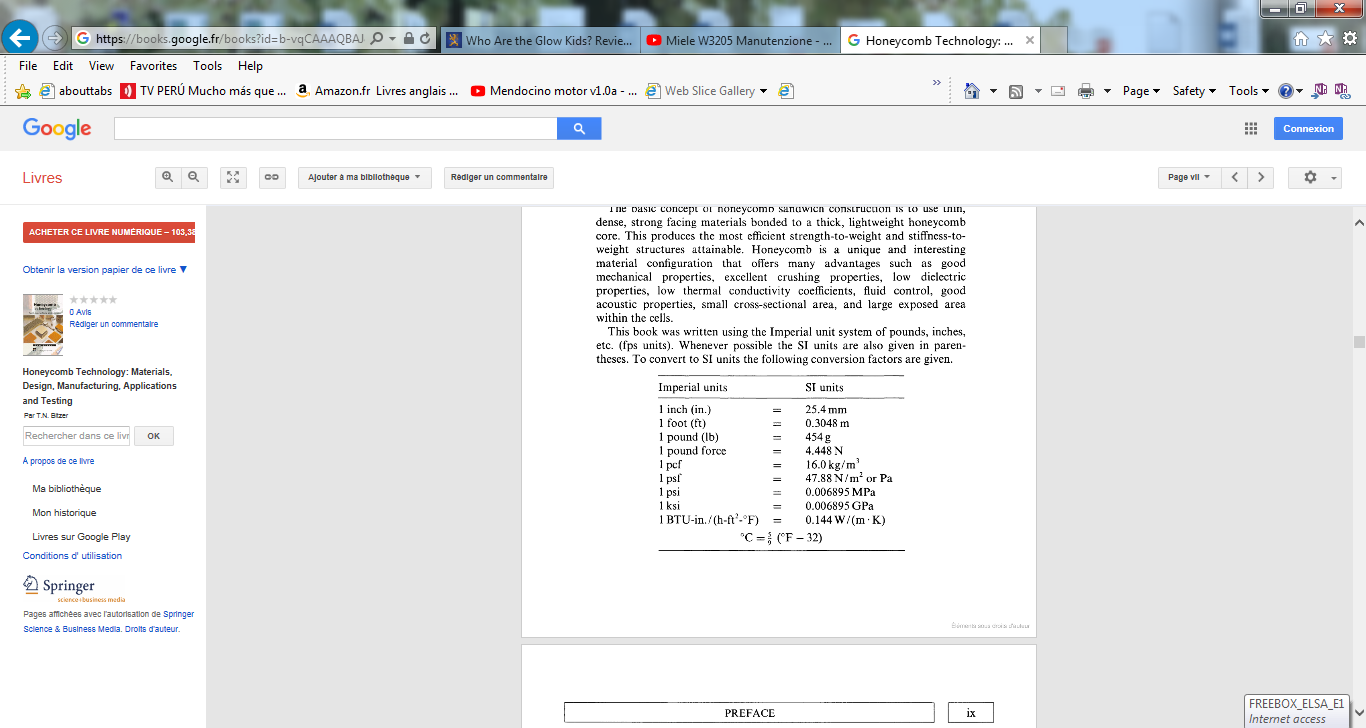 https://books.google.fr/books?id=b-vqCAAAQBAJ
Who Are the Glow Kids? Revie...
Miele W3205 Manutenzione - ...
Honeycomb Technology: ...
File Edit View Favorites Tools Help
abouttabs TV PERÚ Mucho más que ... Amazon.fr Livres anglais ... Mendocino motor v1.0a - ... Web Slice Gallery
Page Safety Tools
Google
Connexion
Livres
Ajouter à ma bibliothèque
Rédiger un commentaire
Page vii
ACHETER CE LIVRE NUMÉRIQUE – 103,38
Obtenir la version papier de ce livre
0 Avis
Rédiger un commentaire
Honeycomb Technology: Materials,
Design, Manufacturing, Applications
and Testing
Par T.N. Bitzer
Rechercher dans ce livr
OK
À propos de ce livre
Ma bibliothèque
Mon historique
Livres sur Google Play
Conditions d' utilisation
Springer
science+business media
Pages affichées avec l'autorisation de Springer
Science & Business Media. Droits d'auteur.
The basic concept of honeycomb sandwich construction is to use thin,
dense, strong facing materials bonded to a thick, lightweight honeycomb
core. This produces the most efficient strength-to-weight and stiffness-to-
weight structures attainable. Honeycomb is a unique and interesting
material configuration that offers many advantages such as good
mechanical properties, excellent crushing properties, low dielectric
properties, low thermal conductivity coefficients, fluid control, good
acoustic properties, small cross-sectional area, and large exposed area
within the cells.
This book was written using the Imperial unit system of pounds, inches,
etc. (fps units). Whenever possible the SI units are also given in paren-
theses. To convert to SI units the following conversion factors are given.
Imperial units SI units
1 inch (in.) = 25.4 mm
1 foot (ft) = 0.3048 m
1 pound (lb) = 454 g
1 pound force = 4.448 N
1 pcf = 16.0 kg/m³
1 psf = 47.88 N/m² or Pa
1 psi = 0.006895 MPa
1 ksi = 0.006895 GPa
1 BTU-in./(h-ft²-°F) = 0.144 W/(m · K)
°C = 5/9 (°F − 32)
Éléments sous droits d'auteur
PREFACE
ix
FREEBOX_ELSA_E1
Internet access